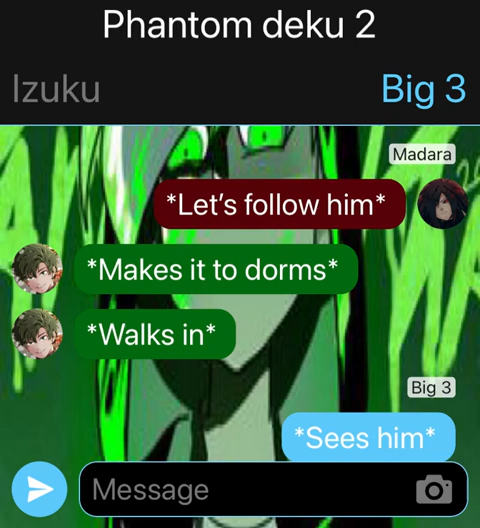 Phantom deku 2
Izuku Big 3
Madara
*Let's follow him*
*Makes it to dorms*
*Walks in*
Big 3
*Sees him*
Message